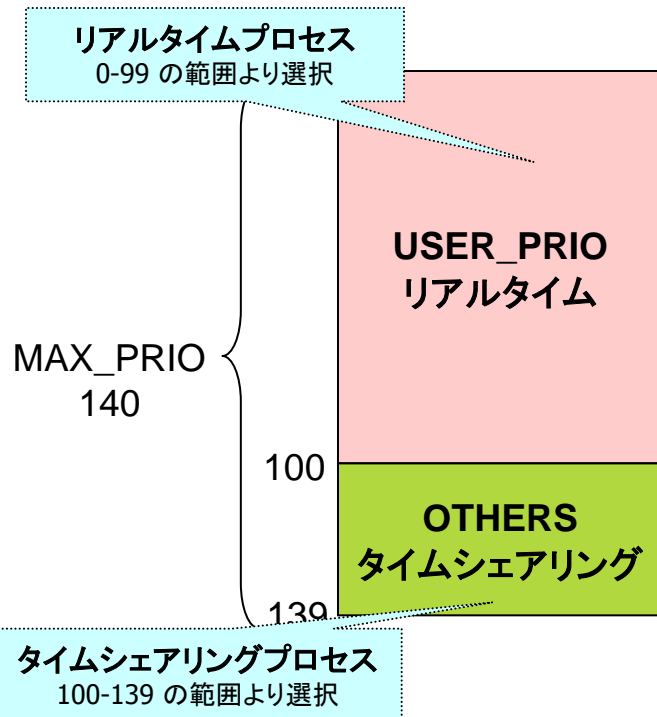 リアルタイムプロセス
0-99 の範囲より選択
USER_PRIO
リアルタイム
MAX_PRIO
140
100
OTHERS
タイムシェアリング
139
タイムシェアリングプロセス
100-139 の範囲より選択